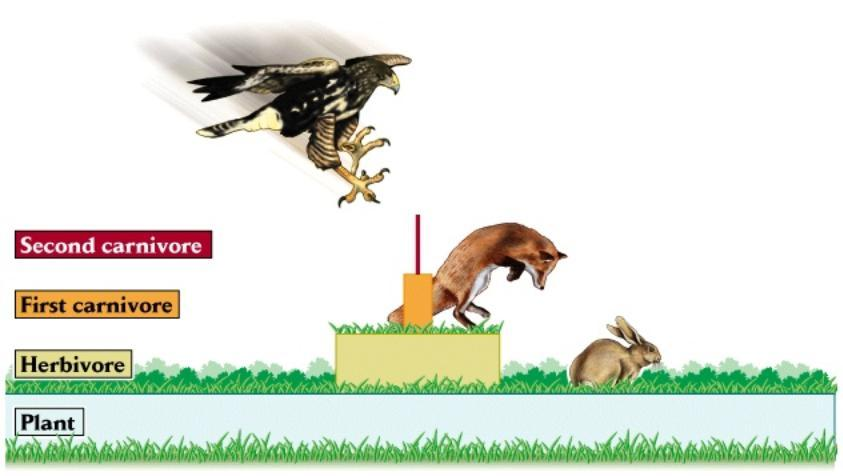 Second carnivore
First carnivore
Herbivore
Plant